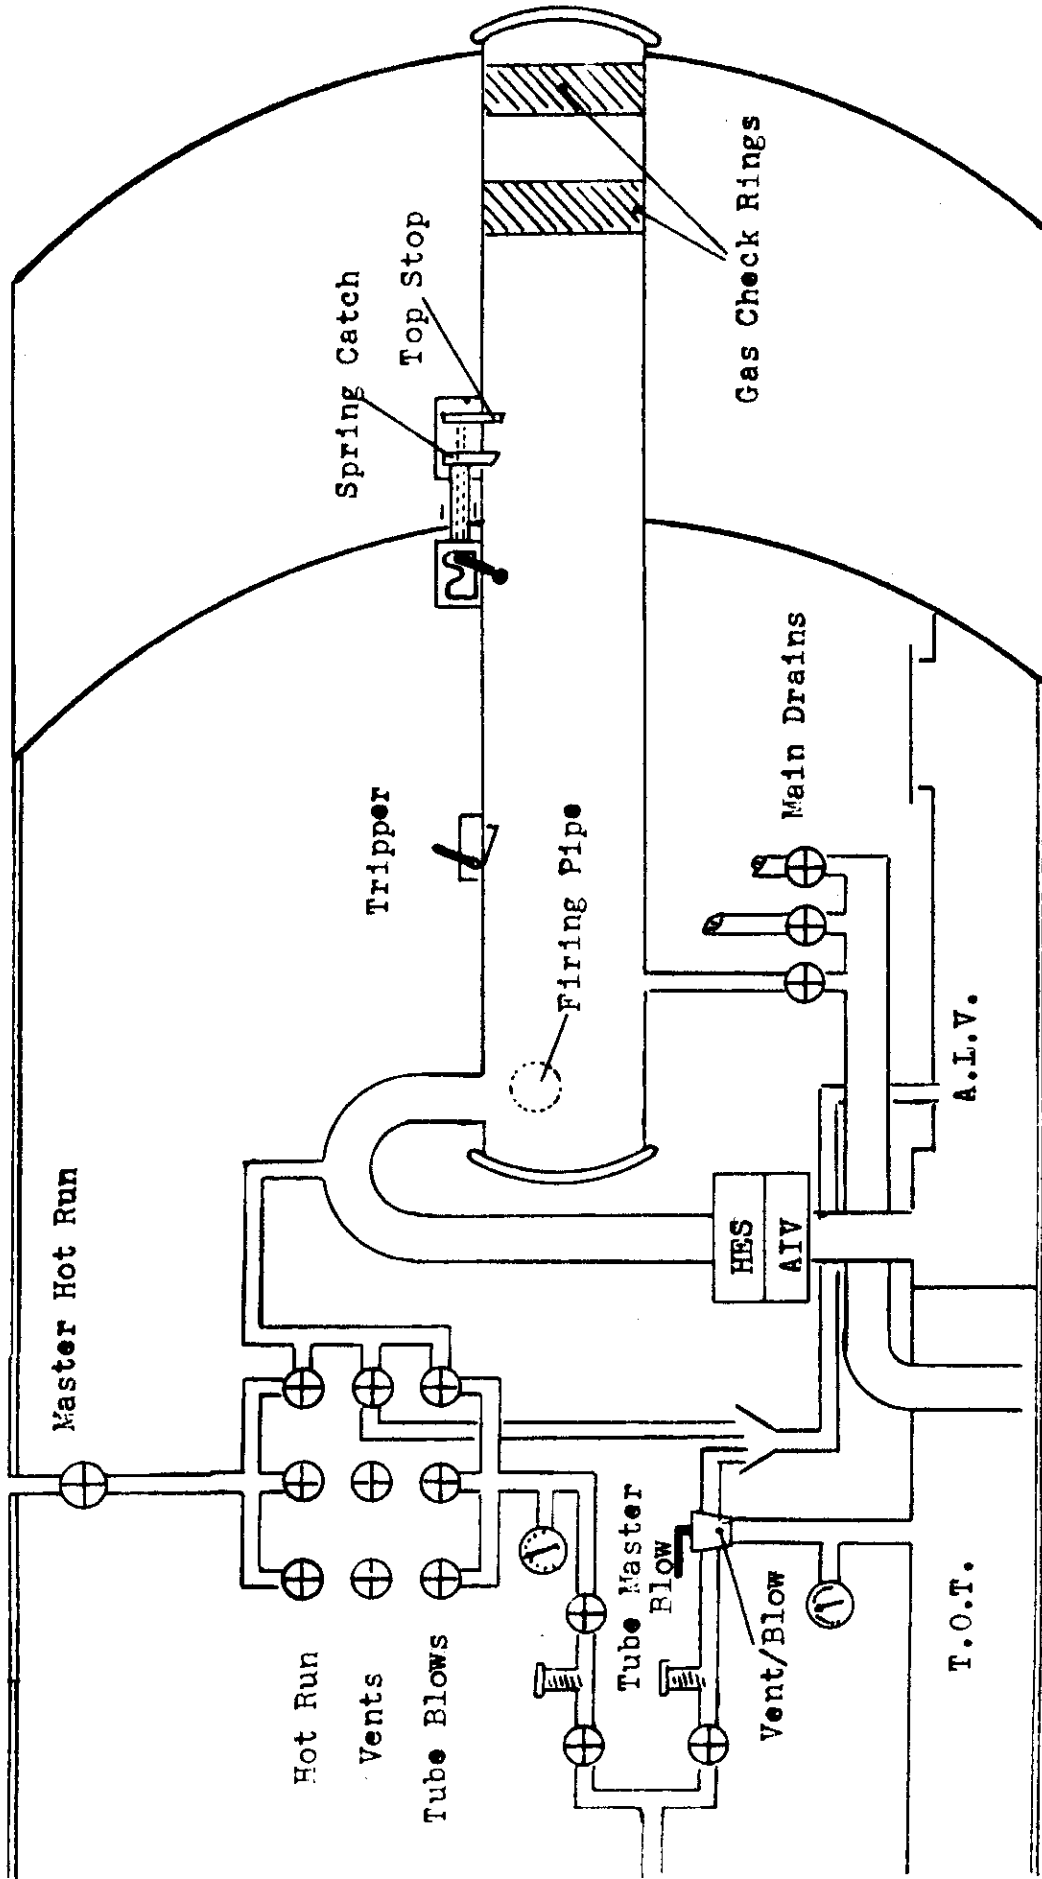 Master Hot Run
Hot Run
Vents
Tube Blows
Tripper
Spring Catch
Top Stop
Firing Pipe
Gas Check Rings
Main Drains
HES
AIV
A.L.V.
Tube Master
Blow
Vent/Blow
T.O.T.